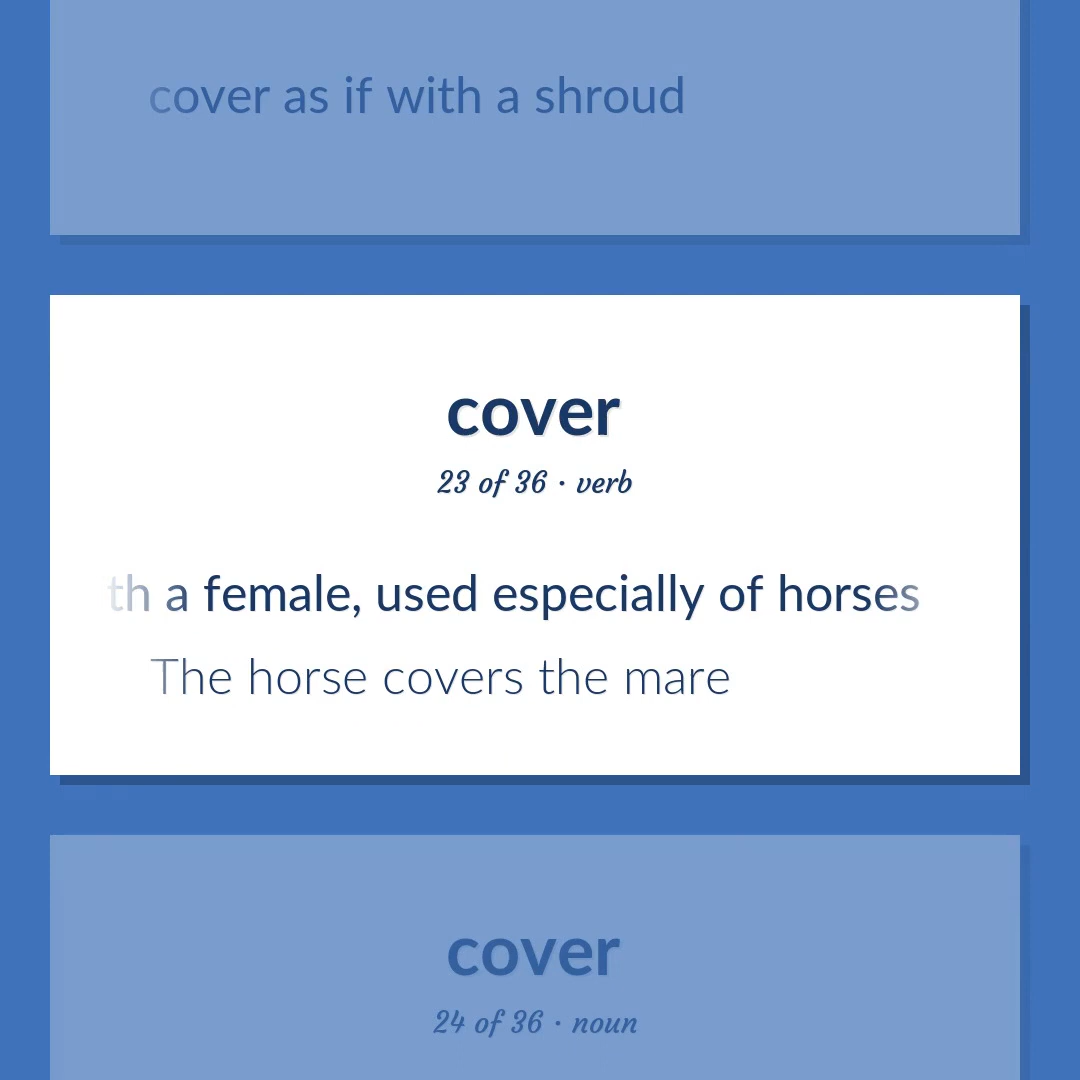 cover as if with a shroud
cover
23 of 36 · verb
th a female, used especially of horses
The horse covers the mare
cover
24 of 36 · noun